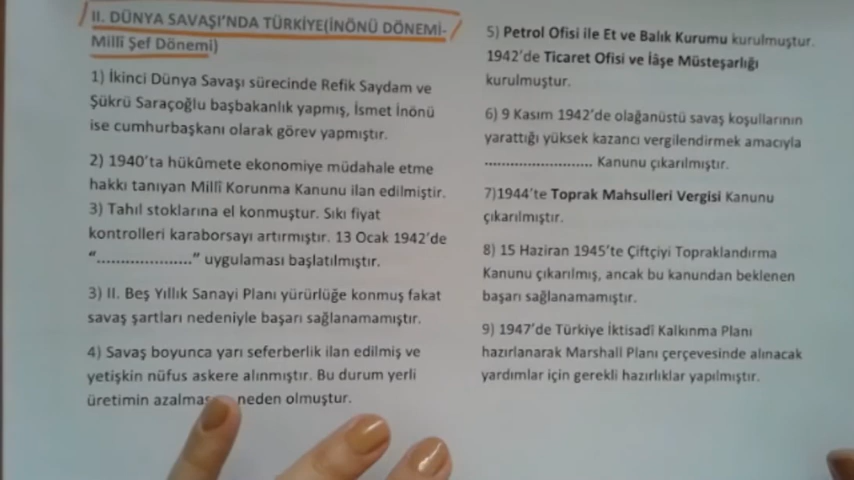 II. DÜNYA SAVAŞI'NDA TÜRKİYE(İNÖNÜ DÖNEMİ-
Millî Şef Dönemi)
1) İkinci Dünya Savaşı sürecinde Refik Saydam ve
Şükrü Saraçoğlu başbakanlık yapmış, İsmet İnönü
ise cumhurbaşkanı olarak görev yapmıştır.
2) 1940'ta hükûmete ekonomiye müdahale etme
hakkı tanıyan Millî Korunma Kanunu ilan edilmiştir.
3) Tahıl stoklarına el konmuştur. Sıkı fiyat
kontrolleri karaborsayı artırmıştır. 13 Ocak 1942'de
"....................." uygulaması başlatılmıştır.
3) II. Beş Yıllık Sanayi Planı yürürlüğe konmuş fakat
savaş şartları nedeniyle başarı sağlanamamıştır.
4) Savaş boyunca yarı seferberlik ilan edilmiş ve
yetişkin nüfus askere alınmıştır. Bu durum yerli
üretimin neden olmuştur.
5) Petrol Ofisi ile Et ve Balık Kurumu kurulmuştur.
1942'de Ticaret Ofisi ve İâşe Müsteşarlığı
kurulmuştur.
6) 9 Kasım 1942'de olağanüstü savaş koşullarının
yarattığı yüksek kazancı vergilendirmek amacıyla
........................ Kanunu çıkarılmıştır.
7)1944'te Toprak Mahsulleri Vergisi Kanunu
çıkarılmıştır.
8) 15 Haziran 1945'te Çiftçiyi Topraklandırma
Kanunu çıkarılmış, ancak bu kanundan beklenen
başarı sağlanamamıştır.
9) 1947'de Türkiye İktisadî Kalkınma Planı
hazırlanarak Marshall Planı çerçevesinde alınacak
yardımlar için gerekli hazırlıklar yapılmıştır.